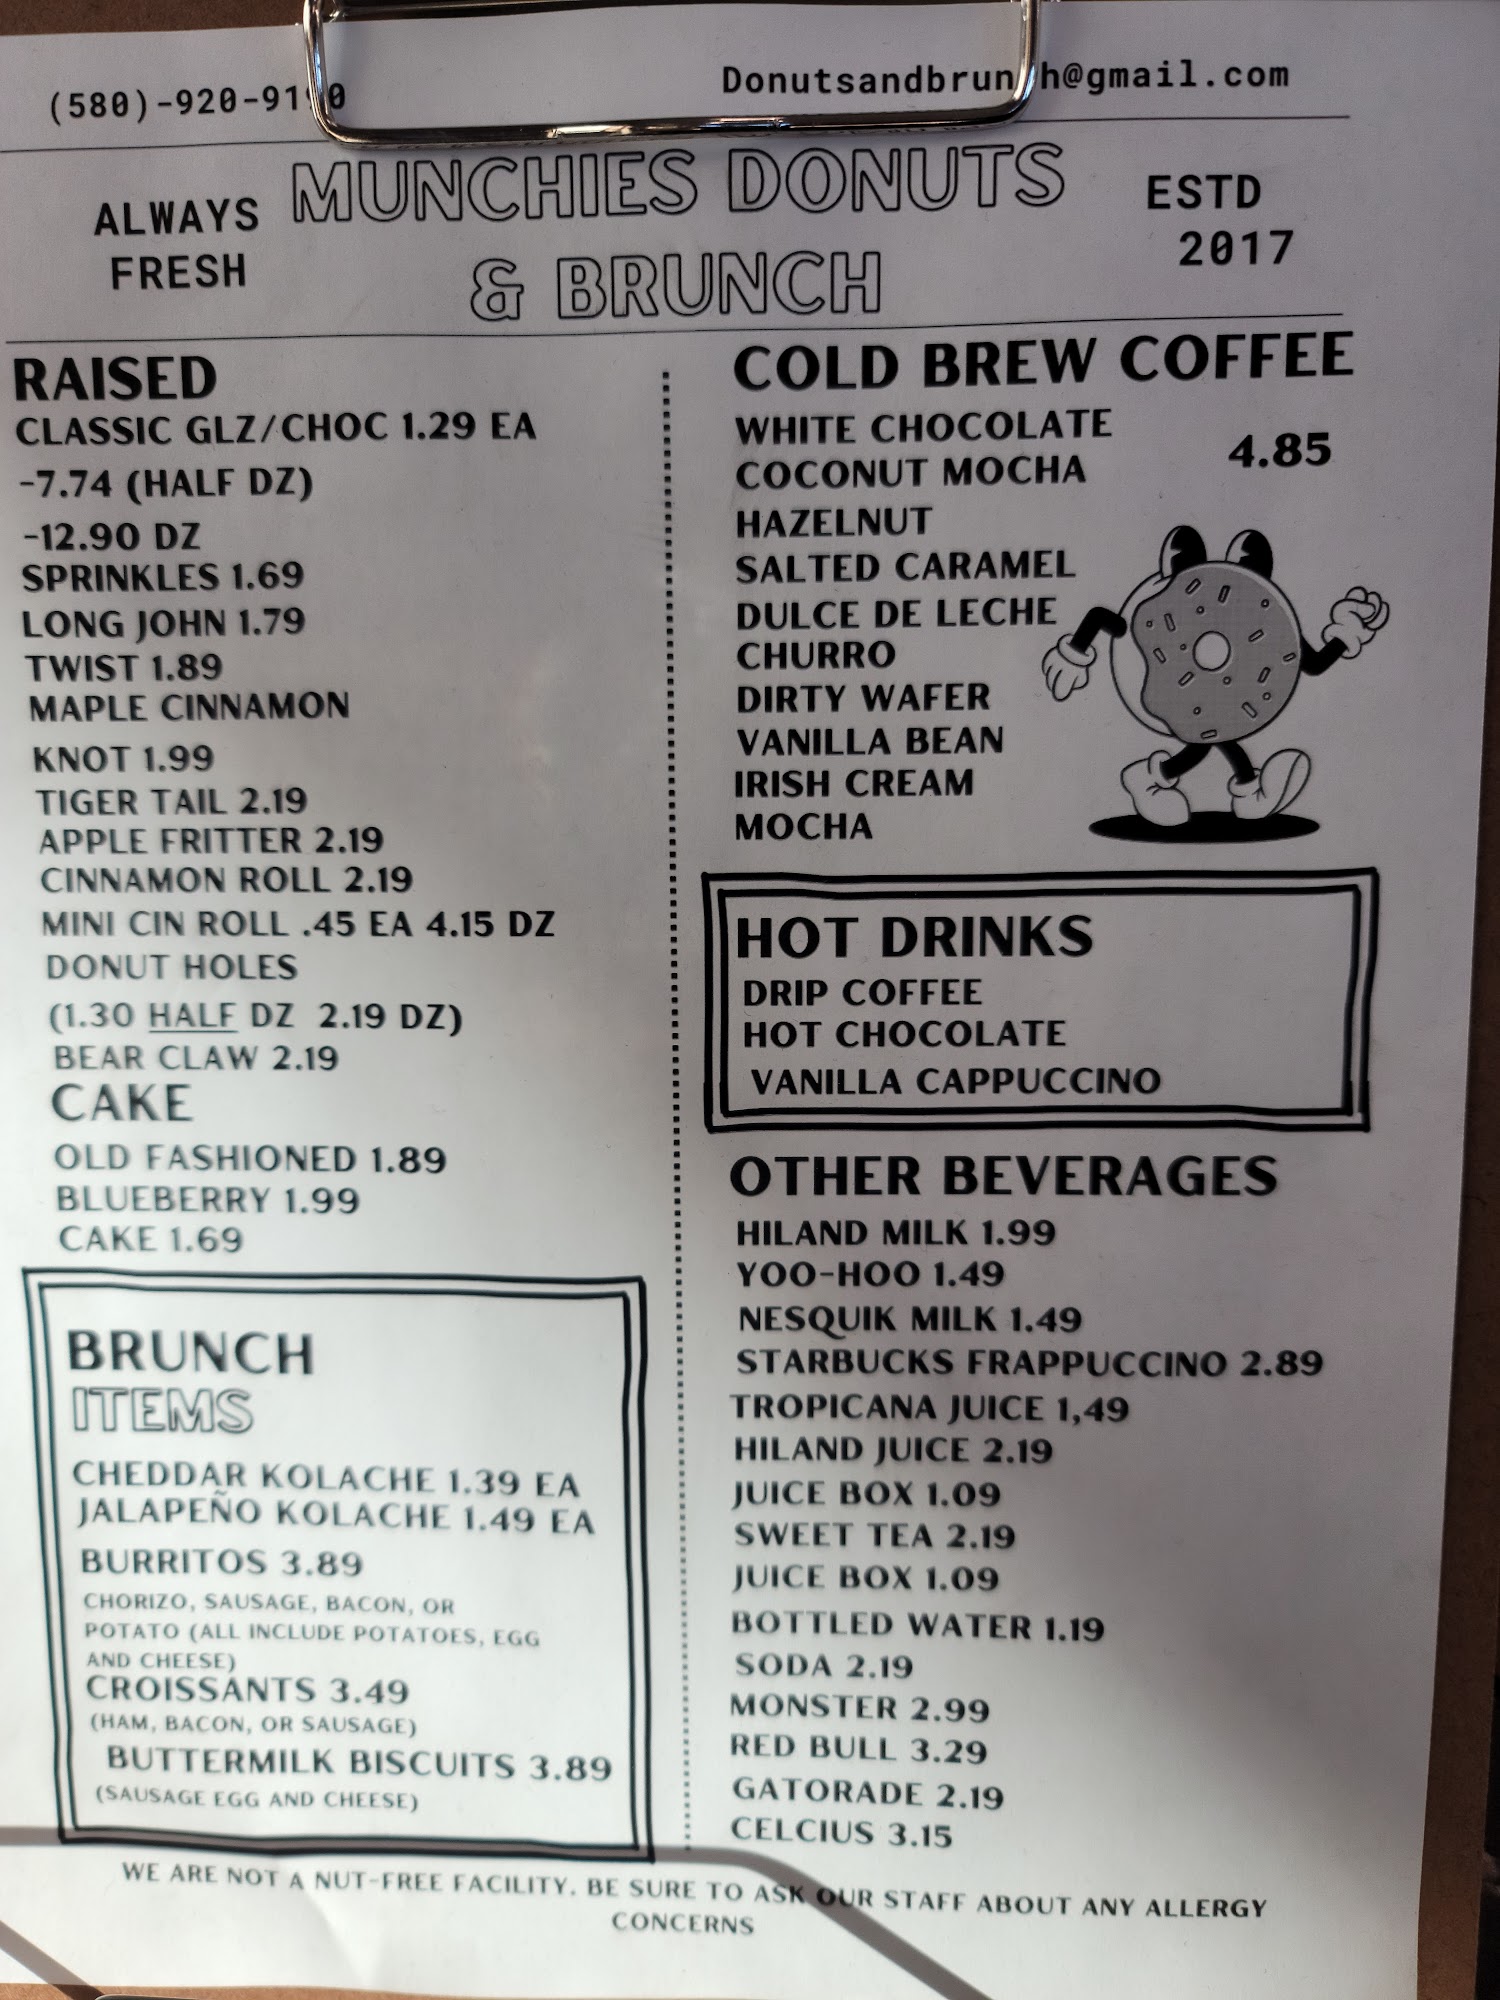 Donutsandbrunch@gmail.com
ALWAYS
FRESH
MUNCHIES DONUTS
& BRUNCH
ESTD
2017
RAISED
CLASSIC GLZ/CHOC 1.29 EA
-7.74 (HALF DZ)
-12.90 DZ
SPRINKLES 1.69
LONG JOHN 1.79
TWIST 1.89
MAPLE CINNAMON
KNOT 1.99
TIGER TAIL 2.19
APPLE FRITTER 2.19
CINNAMON ROLL 2.19
MINI CIN ROLL .45 EA 4.15 DZ
DONUT HOLES
(1.30 HALF DZ 2.19 DZ)
BEAR CLAW 2.19
CAKE
OLD FASHIONED 1.89
BLUEBERRY 1.99
CAKE 1.69
BRUNCH
ITEMS
CHEDDAR KOLACHE 1.39 EA
JALAPEÑO KOLACHE 1.49 EA
BURRITOS 3.89
CHORIZO, SAUSAGE, BACON, OR
POTATO (ALL INCLUDE POTATOES, EGG
AND CHEESE)
CROISSANTS 3.49
(HAM, BACON, OR SAUSAGE)
BUTTERMILK BISCUITS 3.89
(SAUSAGE EGG AND CHEESE)
COLD BREW COFFEE
WHITE CHOCOLATE
4.85
COCONUT MOCHA
HAZELNUT
SALTED CARAMEL
DULCE DE LECHE
CHURRO
DIRTY WAFER
VANILLA BEAN
IRISH CREAM
MOCHA
HOT DRINKS
DRIP COFFEE
HOT CHOCOLATE
VANILLA CAPPUCCINO
OTHER BEVERAGES
HILAND MILK 1.99
YOO-HOO 1.49
NESQUIK MILK 1.49
STARBUCKS FRAPPUCCINO 2.89
TROPICANA JUICE 1,49
HILAND JUICE 2.19
JUICE BOX 1.09
SWEET TEA 2.19
JUICE BOX 1.09
BOTTLED WATER 1.19
SODA 2.19
MONSTER 2.99
RED BULL 3.29
GATORADE 2.19
CELCIUS 3.15
WE ARE NOT A NUT-FREE FACILITY. BE SURE TO ASK OUR STAFF ABOUT ANY ALLERGY
CONCERNS